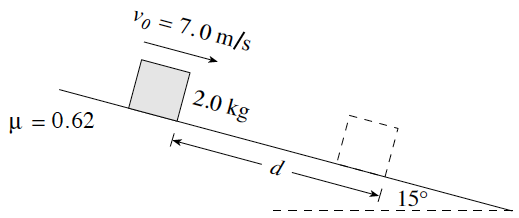 v₀ = 7.0 m/s
2.0 kg
μ = 0.62
d
15°